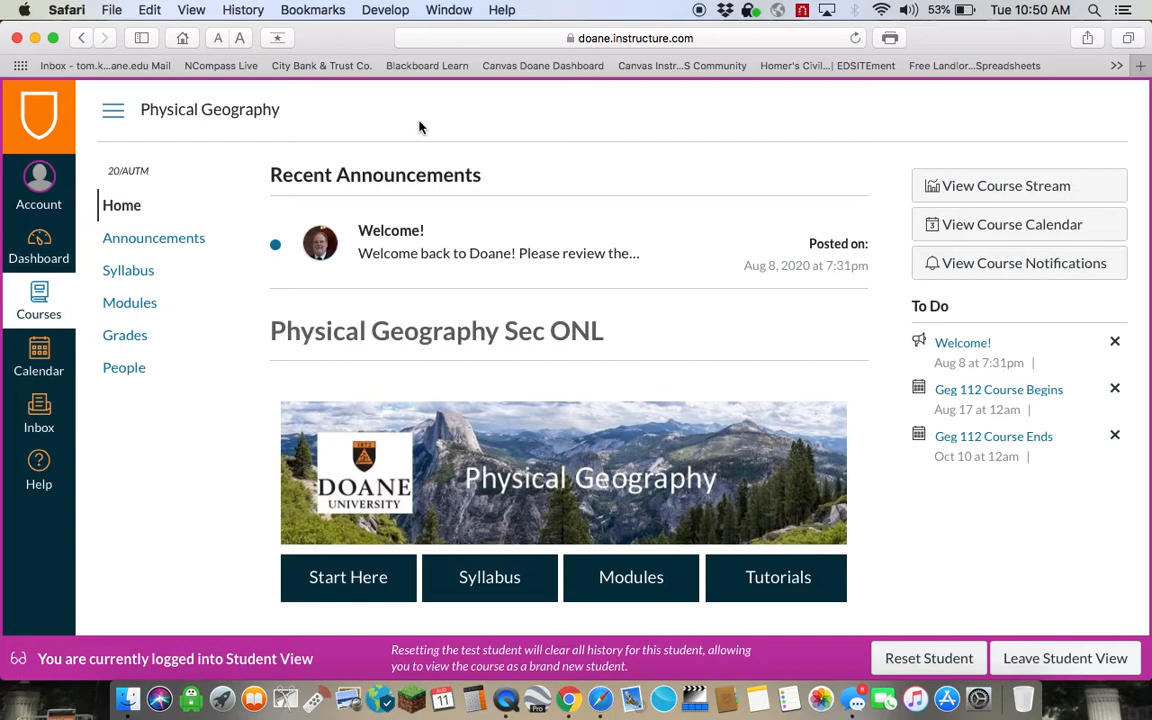 Safari File Edit View History Bookmarks Develop Window Help 53% Tue 10:50 AM
A A doane.instructure.com
Inbox - tom.k...ane.edu Mail NCompass Live City Bank & Trust Co. Blackboard Learn Canvas Doane Dashboard Canvas Instr...S Community Homer's Civil...| EDSITEment Free Landlor...Spreadsheets
Physical Geography
20/AUTM
Home
Announcements
Syllabus
Modules
Grades
People
Account
Dashboard
Courses
Calendar
Inbox
Help
Recent Announcements
Welcome!
Welcome back to Doane! Please review the...
Posted on:
Aug 8, 2020 at 7:31pm
Physical Geography Sec ONL
DOANE
UNIVERSITY
Physical Geography
Start Here Syllabus Modules Tutorials
View Course Stream
3 View Course Calendar
View Course Notifications
To Do
Welcome!
Aug 8 at 7:31pm |
Geg 112 Course Begins
Aug 17 at 12am |
Geg 112 Course Ends
Oct 10 at 12am |
You are currently logged into Student View
Resetting the test student will clear all history for this student, allowing
you to view the course as a brand new student.
Reset Student Leave Student View